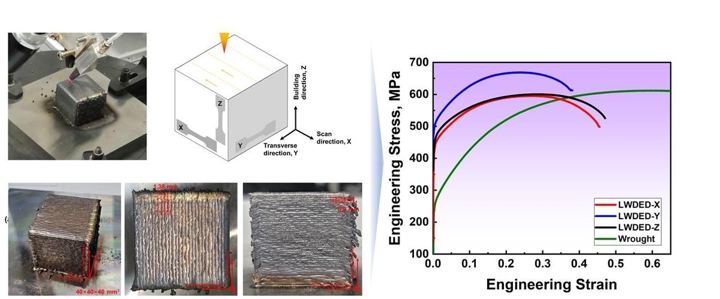 Z
X
Y
Building
direction, Z
Scan
direction, X
Transverse
direction, Y
40×40×40 mm³
Engineering Stress, MPa
700
600
500
400
300
200
100
0.0 0.1 0.2 0.3 0.4 0.5 0.6
Engineering Strain
LWDED-X
LWDED-Y
LWDED-Z
Wrought